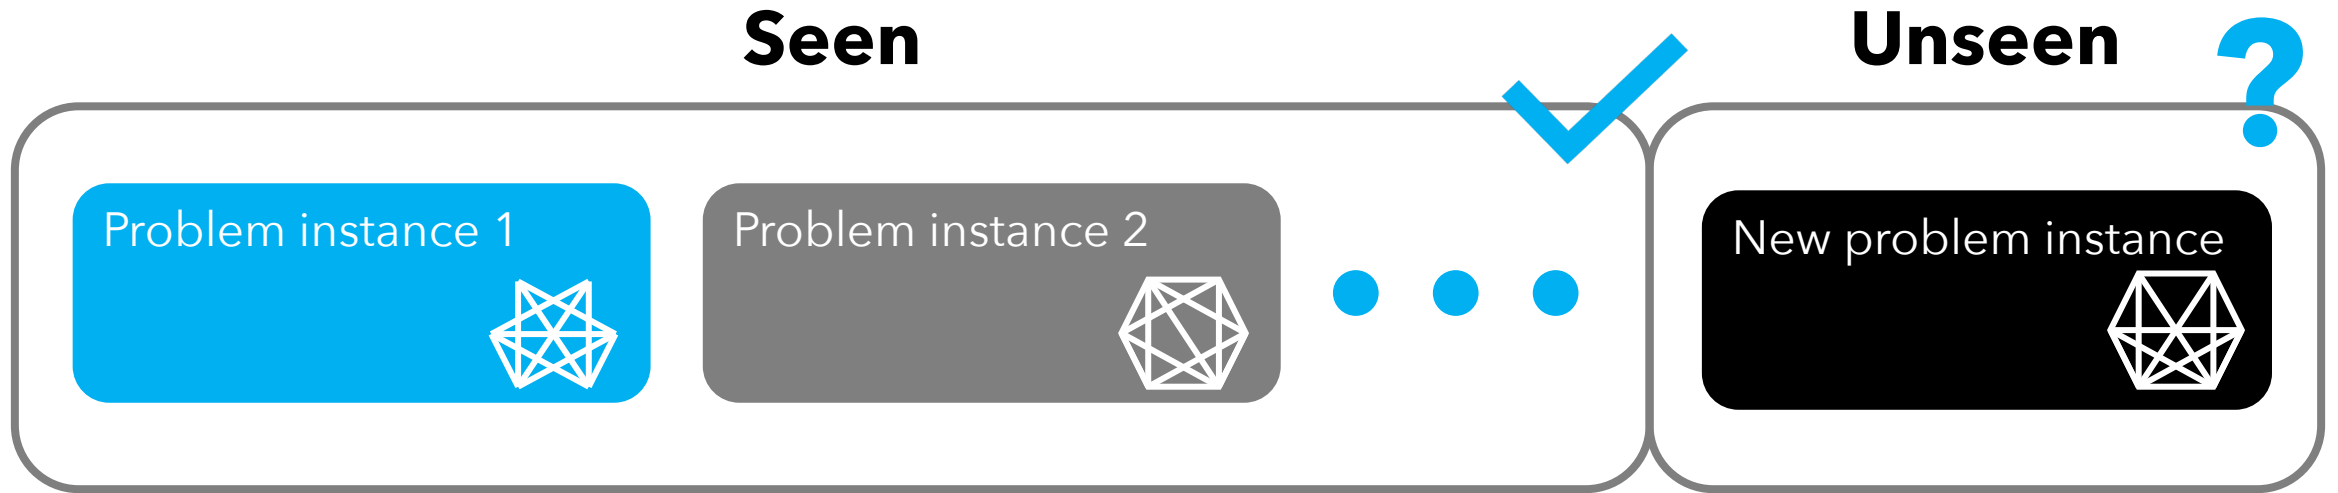 Seen
Unseen
?
Problem instance 1
Problem instance 2
New problem instance